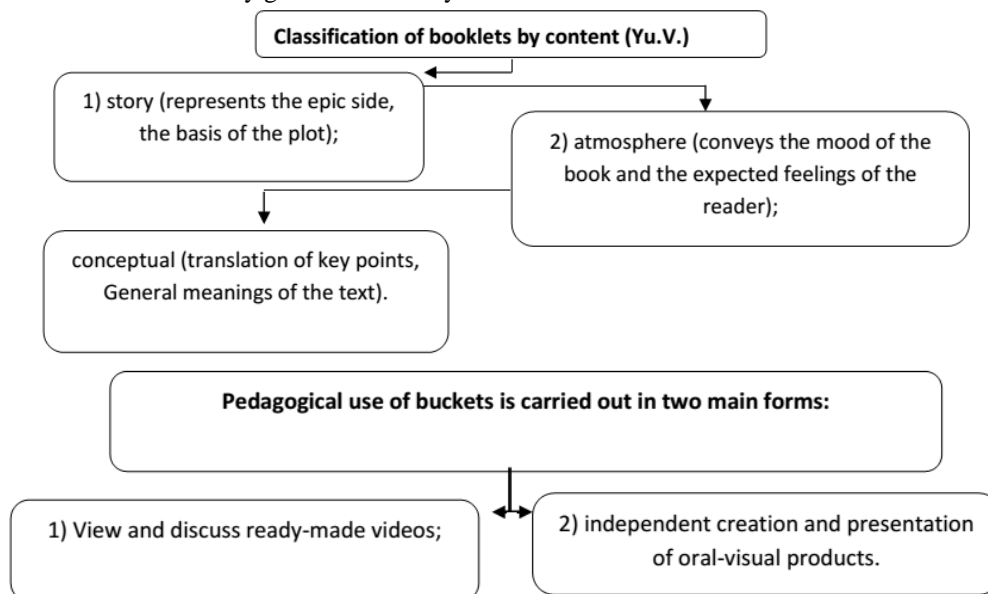 Classification of booklets by content (Yu.V.)
1) story (represents the epic side,
the basis of the plot);
2) atmosphere (conveys the mood of the
book and the expected feelings of the
reader);
conceptual (translation of key points,
General meanings of the text).
Pedagogical use of buckets is carried out in two main forms:
1) View and discuss ready-made videos;
2) independent creation and presentation
of oral-visual products.